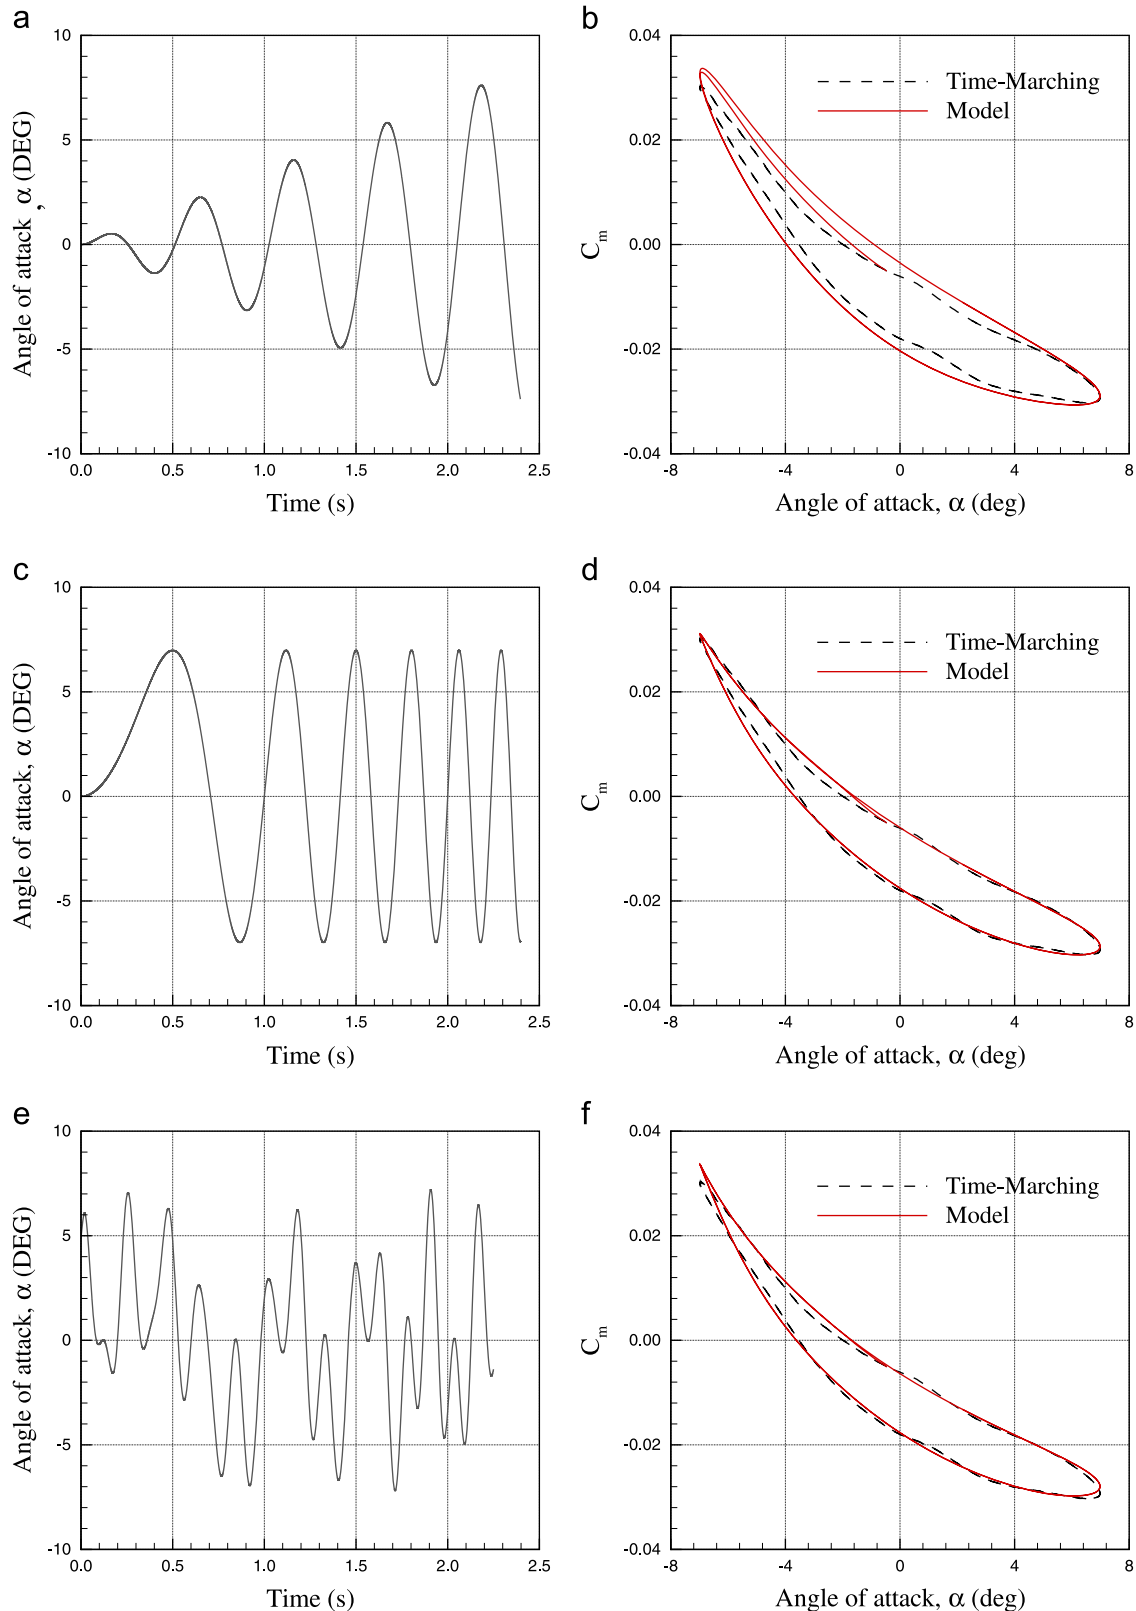 a
Angle of attack , α (DEG)
10
5
0
-5
-10
0.0 0.5 1.0 1.5 2.0 2.5
Time (s)
b
C_m
0.04
0.02
0.00
-0.02
-0.04
-8 -4 0 4 8
Angle of attack, α (deg)
Time-Marching
Model
c
Angle of attack, α (DEG)
10
5
0
-5
-10
0.0 0.5 1.0 1.5 2.0 2.5
Time (s)
d
C_m
0.04
0.02
0.00
-0.02
-0.04
-8 -4 0 4 8
Angle of attack, α (deg)
Time-Marching
Model
e
Angle of attack, α (DEG)
10
5
0
-5
-10
0.0 0.5 1.0 1.5 2.0 2.5
Time (s)
f
C_m
0.04
0.02
0.00
-0.02
-0.04
-8 -4 0 4 8
Angle of attack, α (deg)
Time-Marching
Model